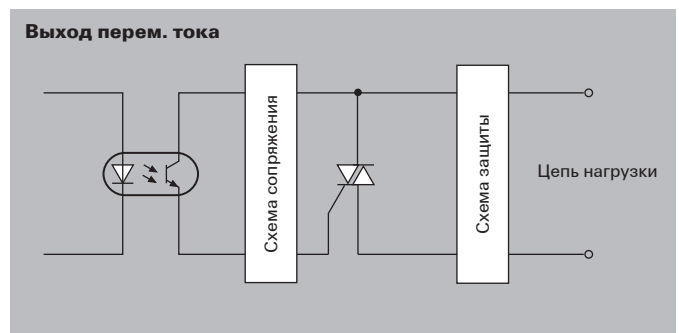 Выход перем. тока
Схема сопряжения
Схема защиты
Цепь нагрузки